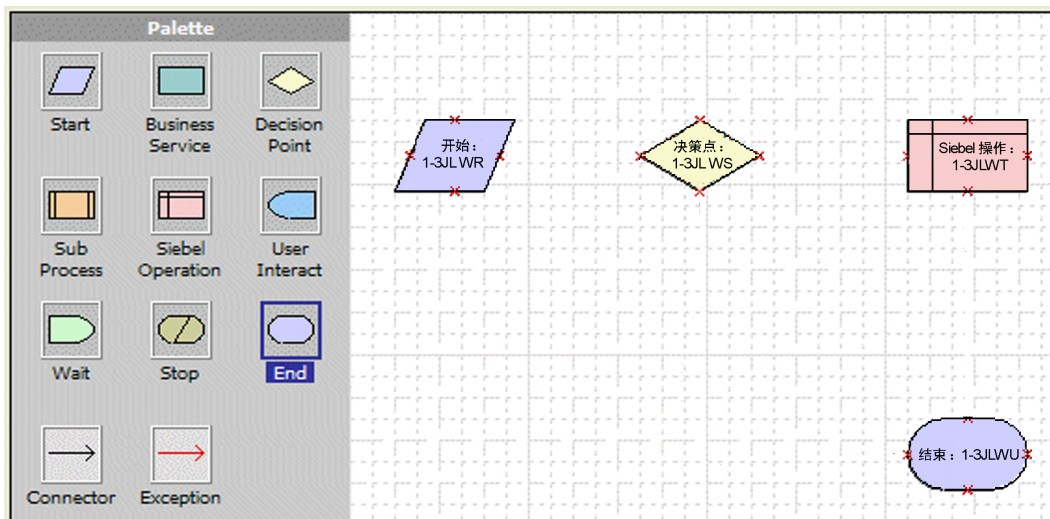 Palette
Start
Business
Service
Decision
Point
Sub
Process
Siebel
Operation
User
Interact
Wait
Stop
End
Connector
Exception
开始：
1-3JLWR
决策点：
1-3JLWS
Siebel 操作：
1-3JLWT
结束：1-3JLWU